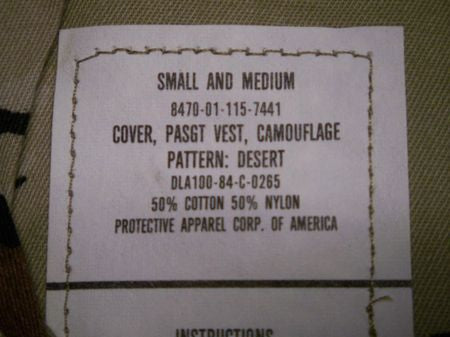 SMALL AND MEDIUM
8470-01-115-7441
COVER, PASGT VEST, CAMOUFLAGE
PATTERN: DESERT
DLA100-84-C-0265
50% COTTON 50% NYLON
PROTECTIVE APPAREL CORP. OF AMERICA
INSTRUCTIONS